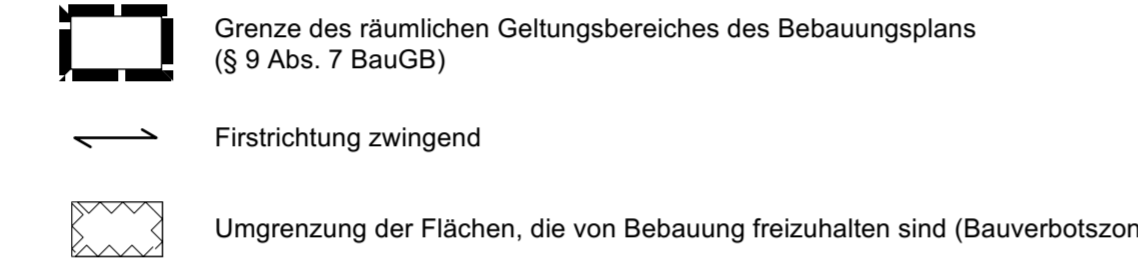 Grenze des räumlichen Geltungsbereiches des Bebauungsplans
(§ 9 Abs. 7 BauGB)
Firstrichtung zwingend
Umgrenzung der Flächen, die von Bebauung freizuhalten sind (Bauverbotszon